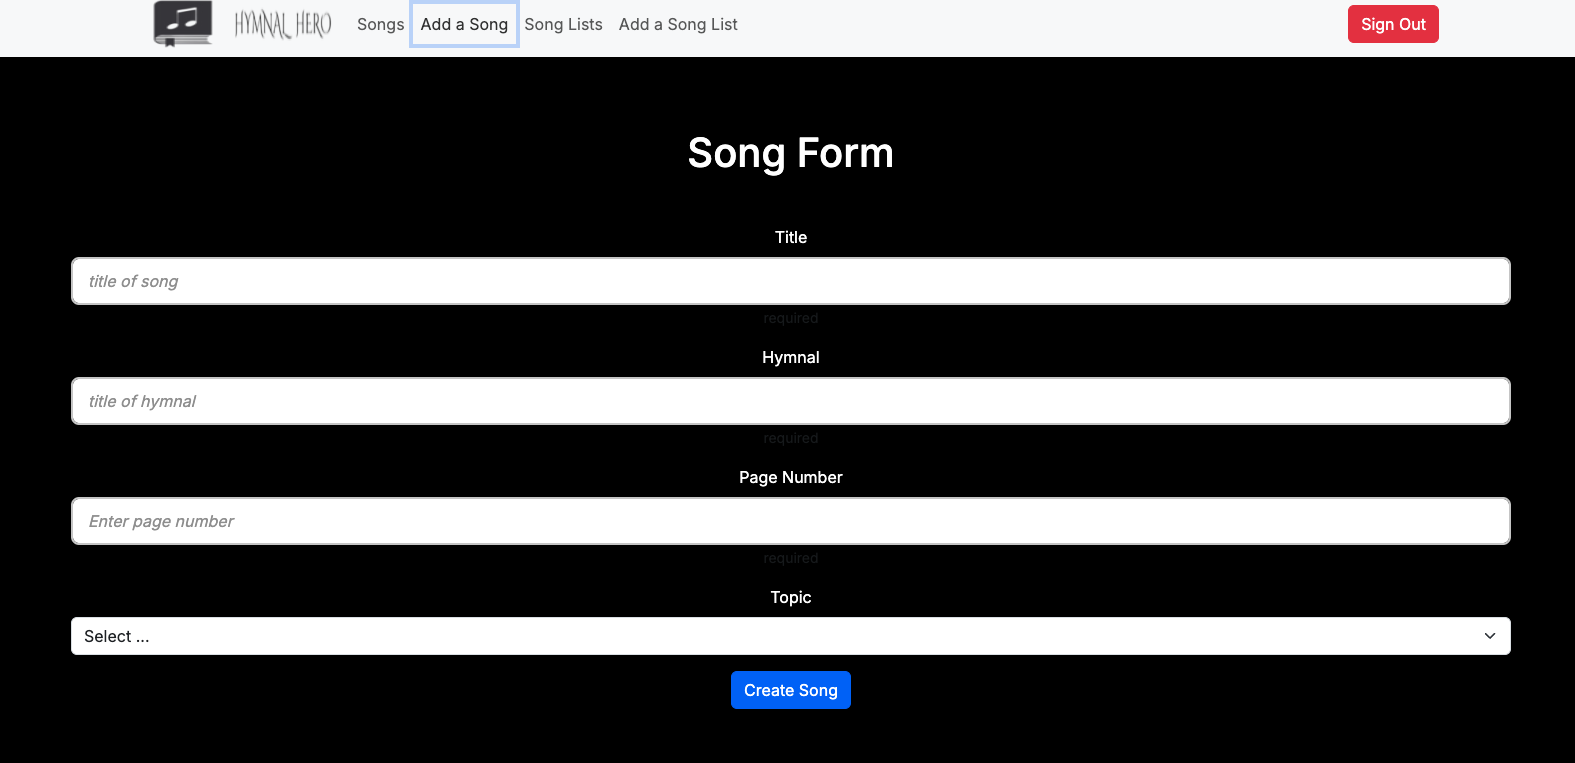 HYMNAL HERO Songs Add a Song Song Lists Add a Song List Sign Out
Song Form
Title
title of song
required
Hymnal
title of hymnal
required
Page Number
Enter page number
required
Topic
Select ...
Create Song